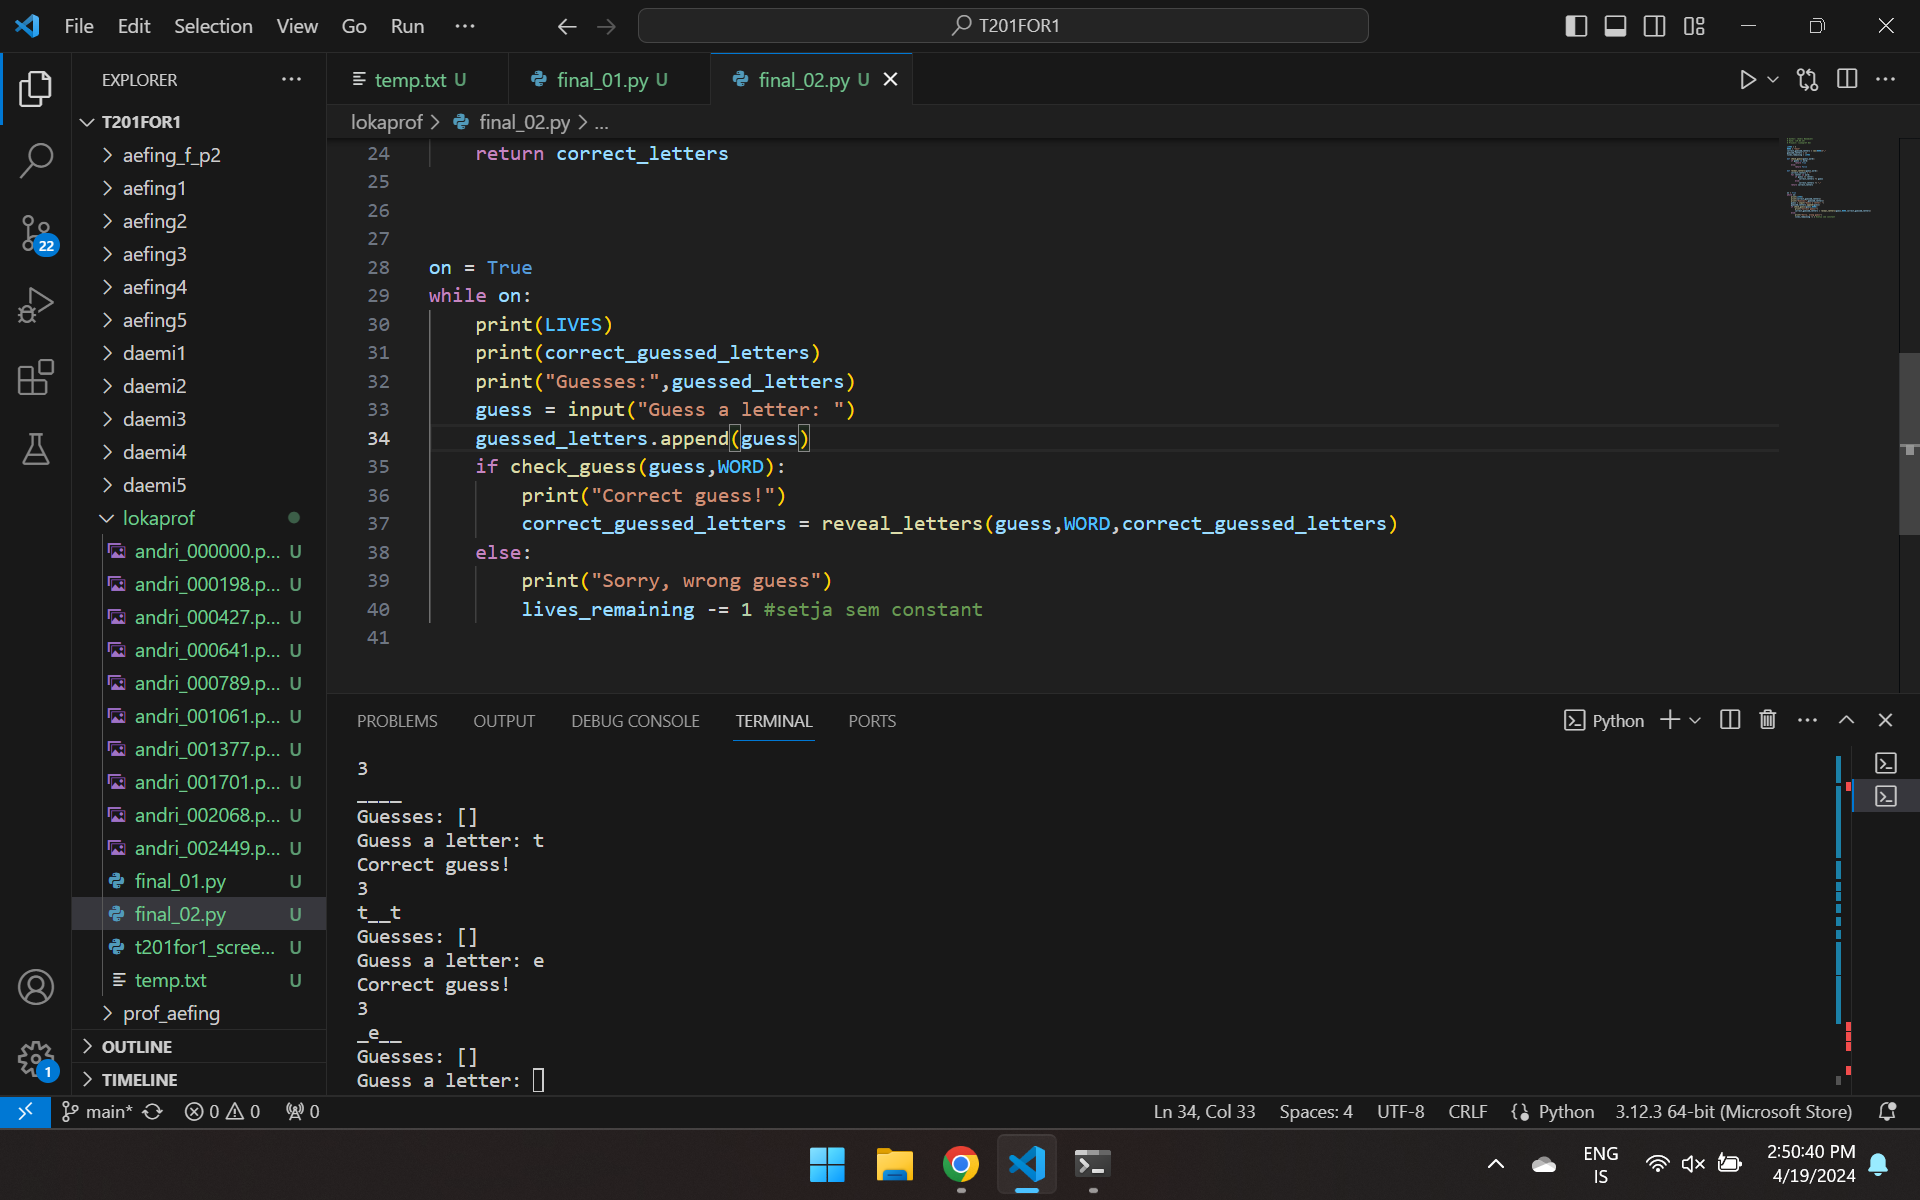 File Edit Selection View Go Run ··· T201FOR1
EXPLORER ···
T201FOR1
aefing_f_p2
aefing1
aefing2
aefing3
aefing4
aefing5
daemi1
daemi2
daemi3
daemi4
daemi5
lokaprof
andri_000000.p... U
andri_000198.p... U
andri_000427.p... U
andri_000641.p... U
andri_000789.p... U
andri_001061.p... U
andri_001377.p... U
andri_001701.p... U
andri_002068.p... U
andri_002449.p... U
final_01.py U
final_02.py U
t201for1_scree... U
temp.txt U
prof_aefing
OUTLINE
TIMELINE
22
1
temp.txt U final_01.py U final_02.py U
lokaprof > final_02.py > ...
24 return correct_letters
25
26
27
28 on = True
29 while on:
30 print(LIVES)
31 print(correct_guessed_letters)
32 print("Guesses:",guessed_letters)
33 guess = input("Guess a letter: ")
34 guessed_letters.append(guess)
35 if check_guess(guess,WORD):
36 print("Correct guess!")
37 correct_guessed_letters = reveal_letters(guess,WORD,correct_guessed_letters)
38 else:
39 print("Sorry, wrong guess")
40 lives_remaining -= 1 #setja sem constant
41
PROBLEMS OUTPUT DEBUG CONSOLE TERMINAL PORTS Python
3
____
Guesses: []
Guess a letter: t
Correct guess!
3
t__t
Guesses: []
Guess a letter: e
Correct guess!
3
_e__
Guesses: []
Guess a letter:
main* 0 0 0 Ln 34, Col 33 Spaces: 4 UTF-8 CRLF Python 3.12.3 64-bit (Microsoft Store)
ENG
IS
2:50:40 PM
4/19/2024